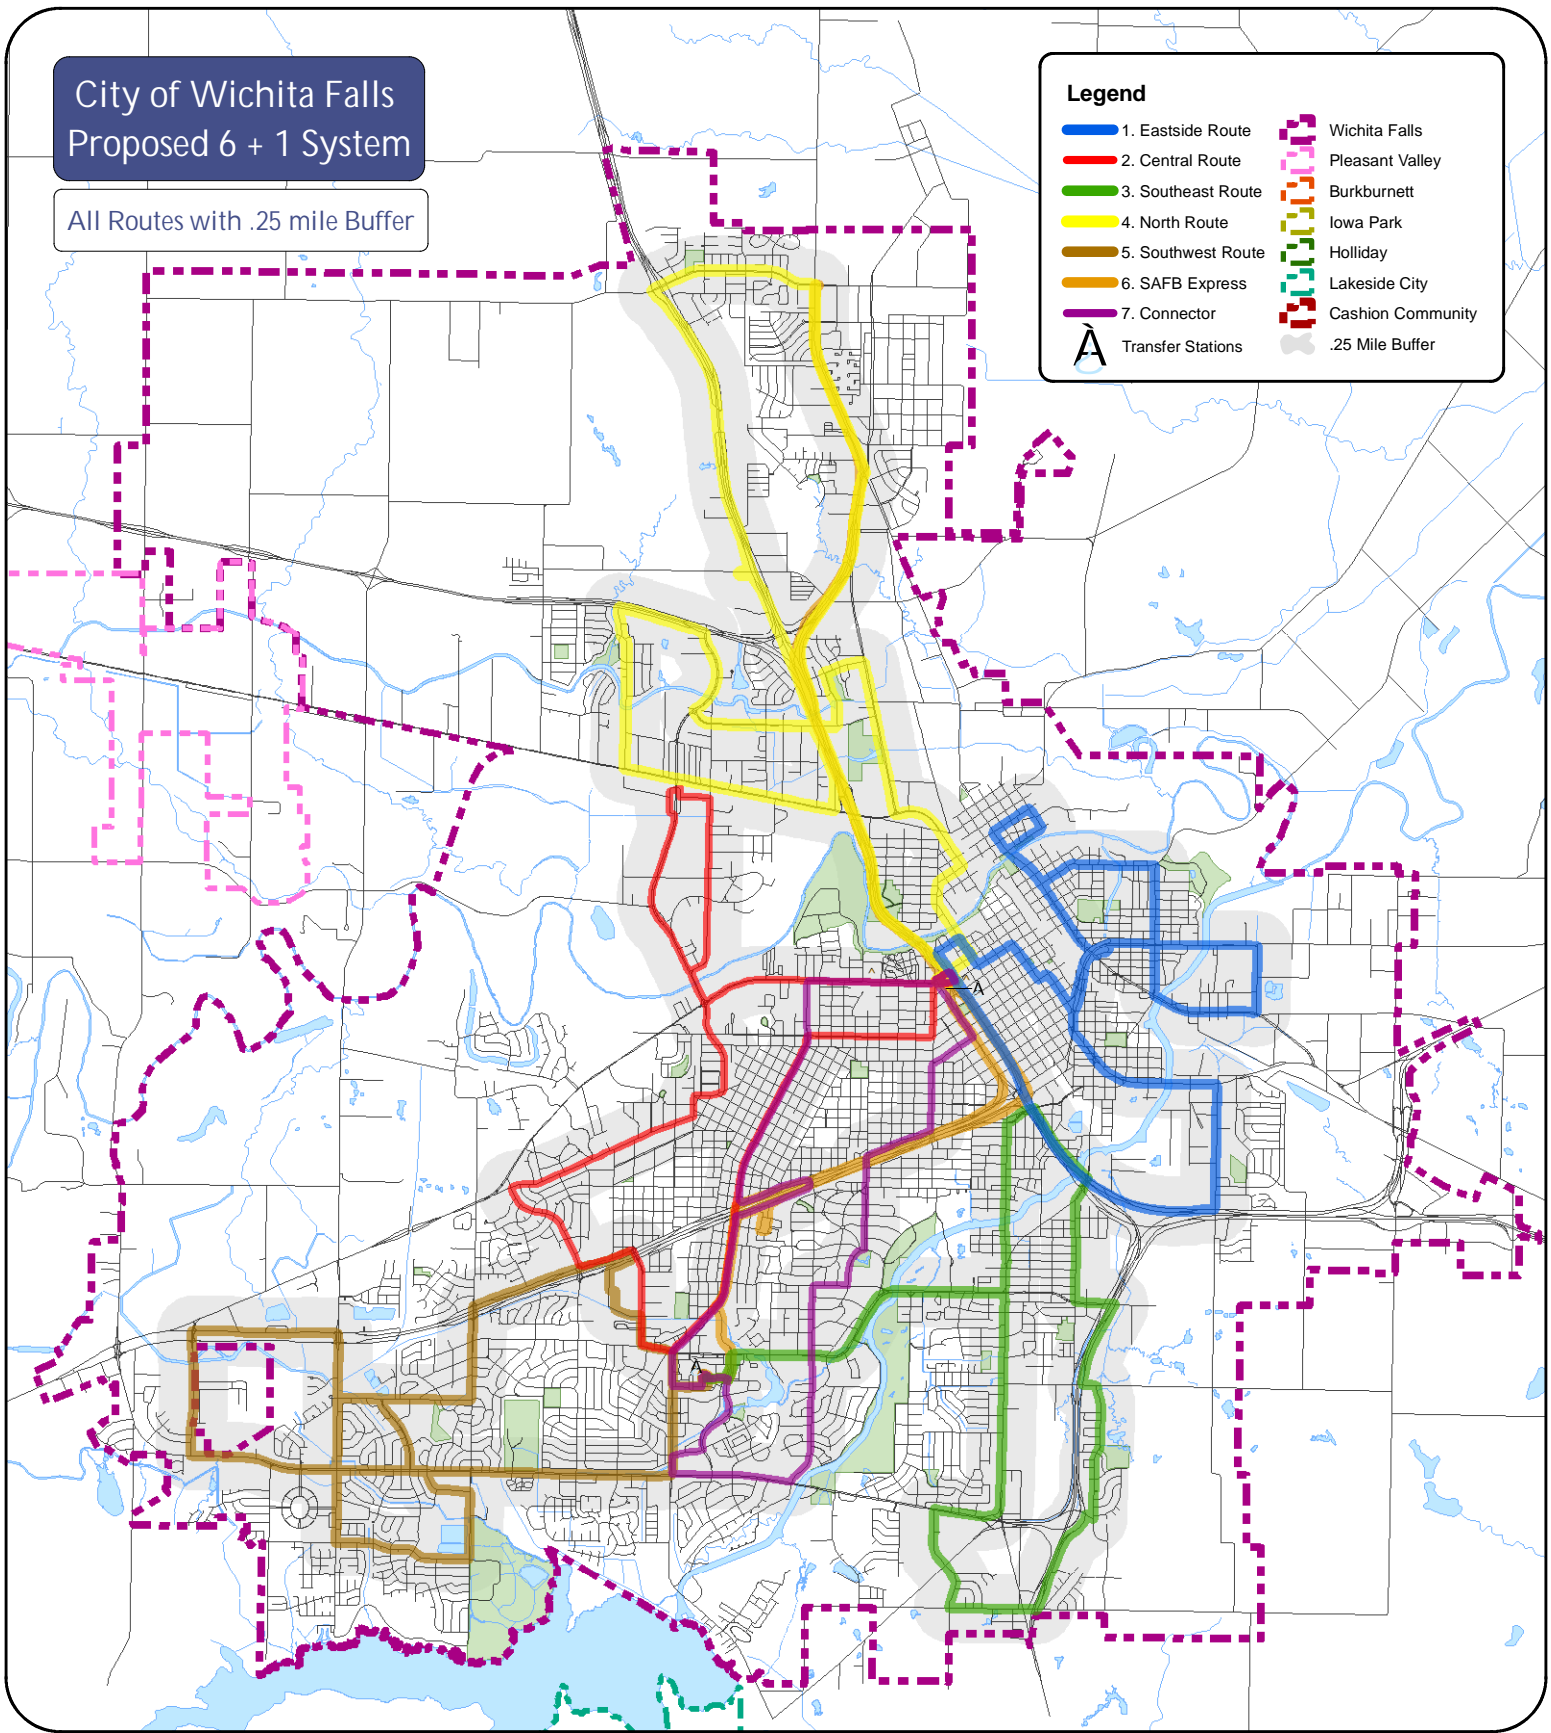 City of Wichita Falls
Proposed 6 + 1 System
All Routes with .25 mile Buffer
Legend
1. Eastside Route
2. Central Route
3. Southeast Route
4. North Route
5. Southwest Route
6. SAFB Express
7. Connector
À Transfer Stations
Wichita Falls
Pleasant Valley
Burkburnett
Iowa Park
Holliday
Lakeside City
Cashion Community
.25 Mile Buffer
À
À